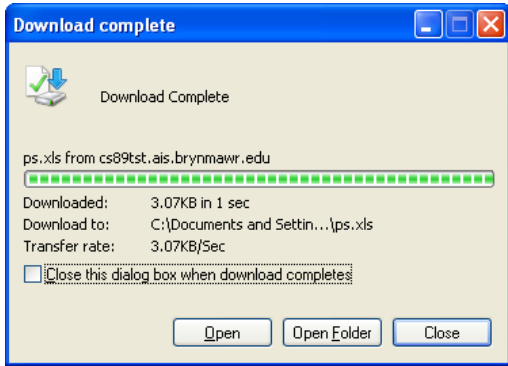 Download complete
Download Complete
ps.xls from cs89tst.ais.brynmawr.edu
Downloaded: 3.07KB in 1 sec
Download to: C:\Documents and Settin...\ps.xls
Transfer rate: 3.07KB/Sec
Close this dialog box when download completes
Open Open Folder Close